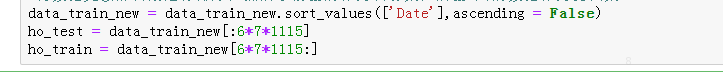 data_train_new = data_train_new.sort_values(['Date'],ascending = False)
ho_test = data_train_new[:6*7*1115]
ho_train = data_train_new[6*7*1115:]